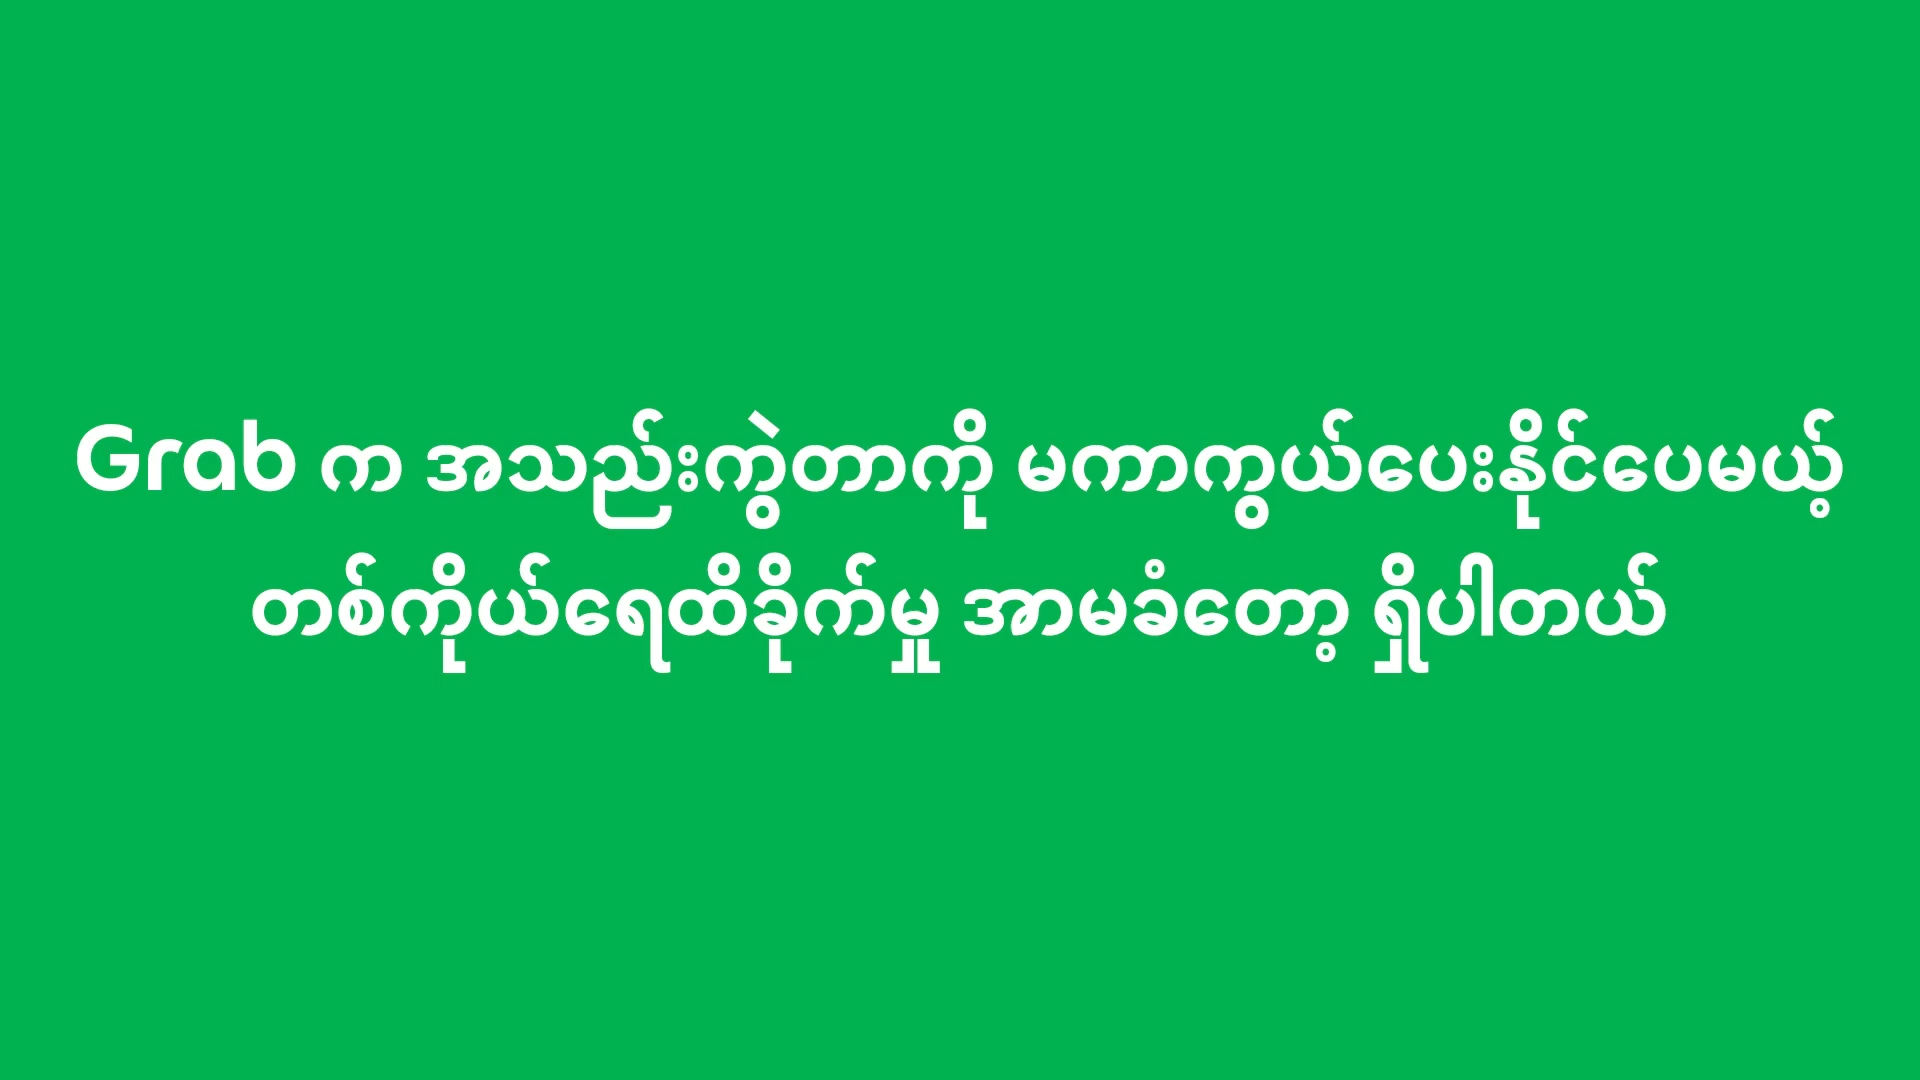 Grab က အသည်းကွဲတာကို မကာကွယ်ပေးနိုင်ပေမယ့်
တစ်ကိုယ်ရေထိခိုက်မှု အာမခံတော့ ရှိပါတယ်